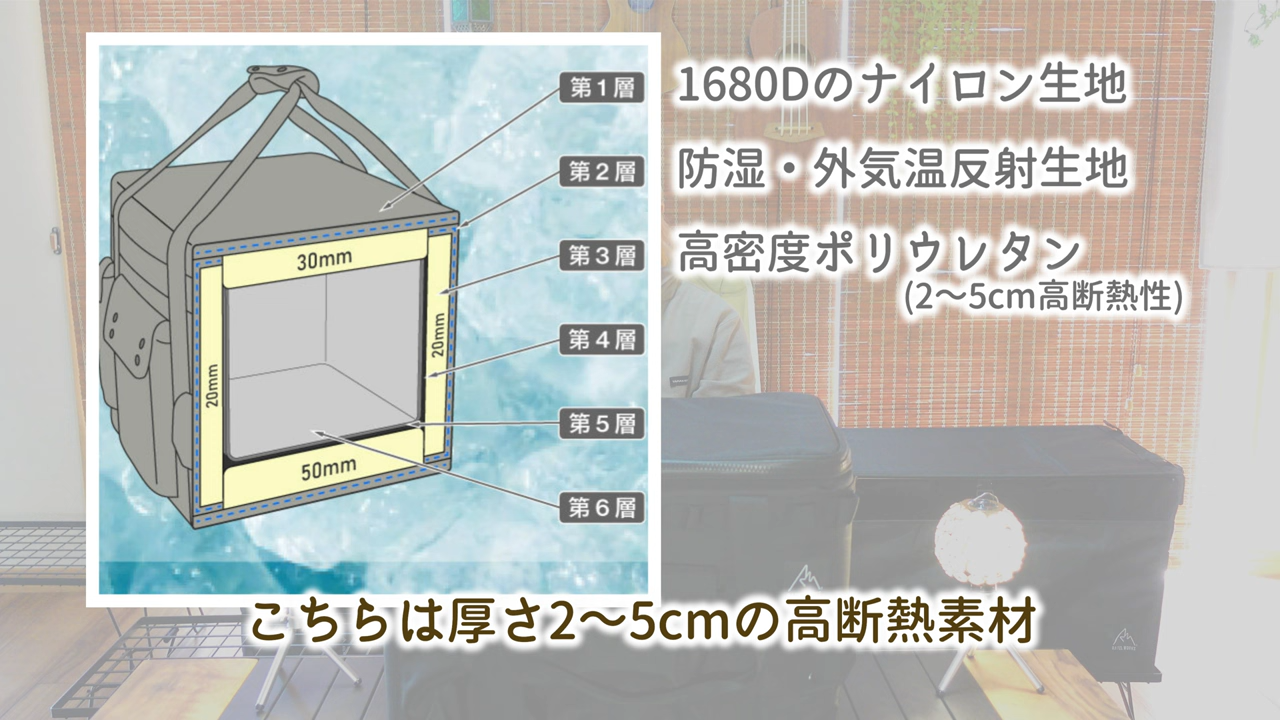 第1層
1680Dのナイロン生地
第2層
防湿・外気温反射生地
第3層
高密度ポリウレタン
(2〜5cm高断熱性)
第4層
第5層
第6層
30mm
20mm
20mm
50mm
こちらは厚さ2〜5cmの高断熱素材